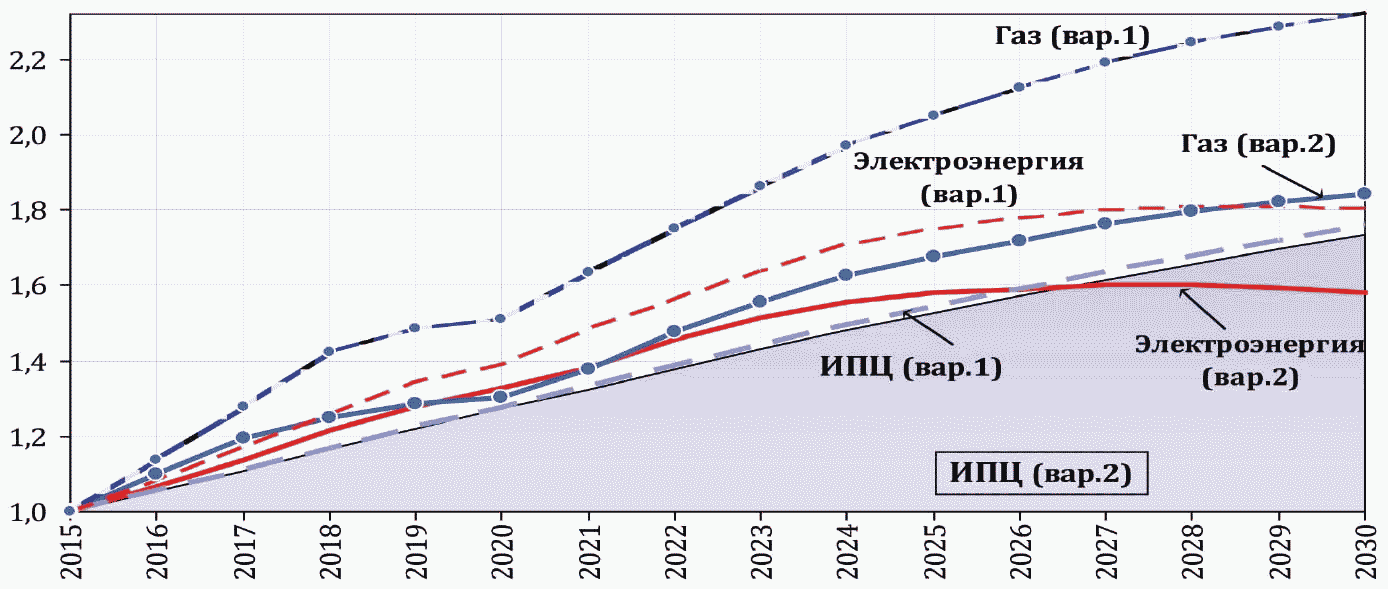 Газ (вар.1)
2,2
2,0
Газ (вар.2)
Электроэнергия
(вар.1)
1,8
1,6
Электроэнергия
(вар.2)
ИПЦ (вар.1)
1,4
1,2
ИПЦ (вар.2)
1,0
2015 2016 2017 2018 2019 2020 2021 2022 2023 2024 2025 2026 2027 2028 2029 2030